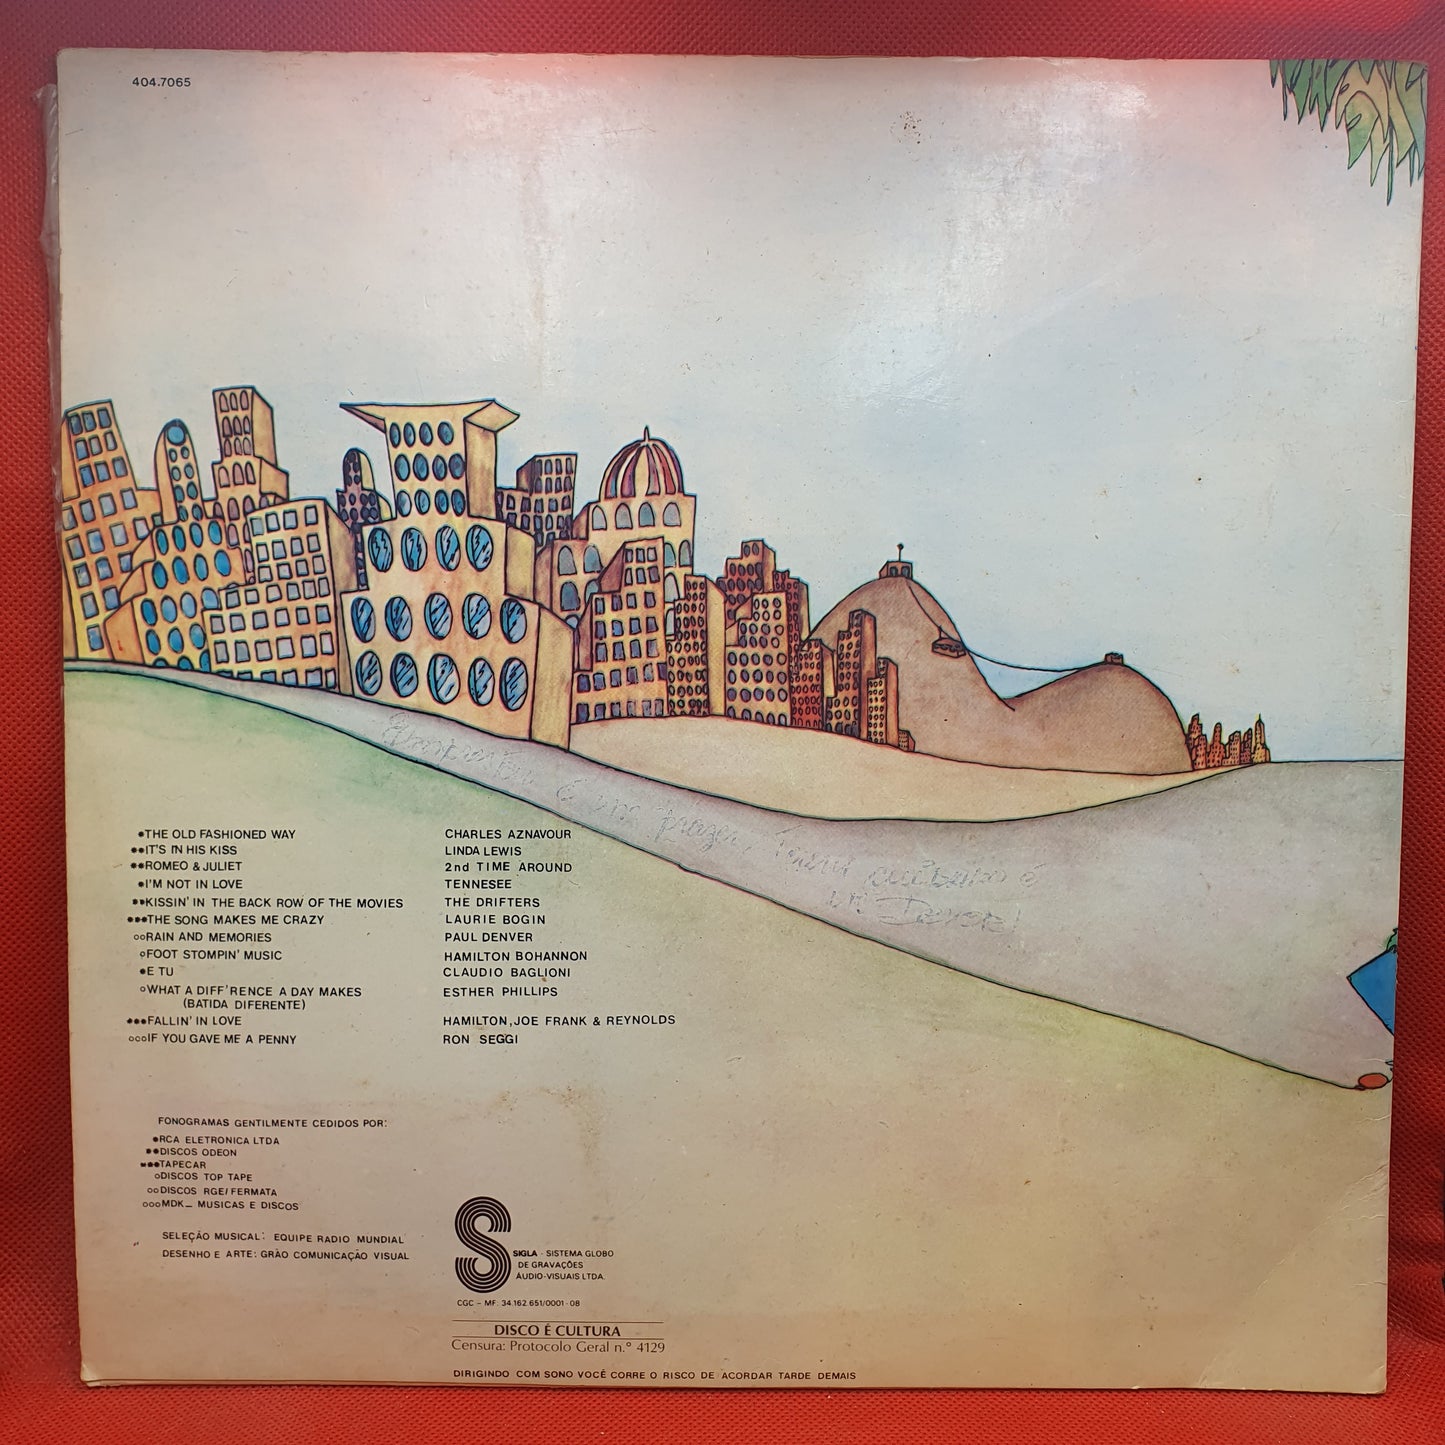 404.7065
●THE OLD FASHIONED WAY CHARLES AZNAVOUR
●●IT'S IN HIS KISS LINDA LEWIS
●●ROMEO & JULIET 2nd TIME AROUND
●I'M NOT IN LOVE TENNESEE
●●KISSIN' IN THE BACK ROW OF THE MOVIES THE DRIFTERS
●●●THE SONG MAKES ME CRAZY LAURIE BOGIN
○○RAIN AND MEMORIES PAUL DENVER
○FOOT STOMPIN' MUSIC HAMILTON BOHANNON
●E TU CLAUDIO BAGLIONI
○WHAT A DIFF'RENCE A DAY MAKES ESTHER PHILLIPS
(BATIDA DIFERENTE)
●●●FALLIN' IN LOVE HAMILTON, JOE FRANK & REYNOLDS
○○○IF YOU GAVE ME A PENNY RON SEGGI
FONOGRAMAS GENTILMENTE CEDIDOS POR:
●RCA ELETRONICA LTDA
●●DISCOS ODEON
●●●TAPECAR
○DISCOS TOP TAPE
○○DISCOS RGE/FERMATA
○○○MDK_ MUSICAS E DISCOS
SELEÇÃO MUSICAL: EQUIPE RADIO MUNDIAL
DESENHO E ARTE: GRÃO COMUNICAÇÃO VISUAL
SIGLA - SISTEMA GLOBO
DE GRAVAÇÕES
ÁUDIO-VISUAIS LTDA.
CGC - MF: 34.162.651/0001-08
DISCO É CULTURA
Censura: Protocolo Geral n.º 4129
DIRIGINDO COM SONO VOCÊ CORRE O RISCO DE ACORDAR TARDE DEMAIS